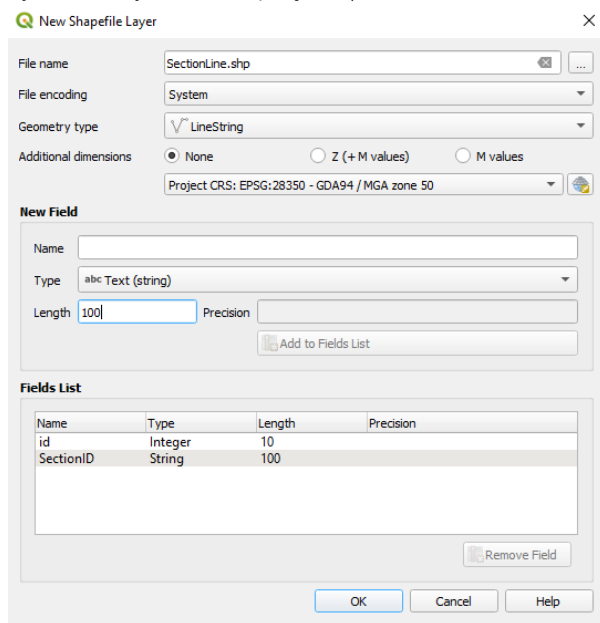 New Shapefile Layer
File name SectionLine.shp ...
File encoding System
Geometry type LineString
Additional dimensions None Z (+ M values) M values
Project CRS: EPSG:28350 - GDA94 / MGA zone 50
New Field
Name
Type abc Text (string)
Length 100 Precision
Add to Fields List
Fields List
Name Type Length Precision
id Integer 10
SectionID String 100
Remove Field
OK Cancel Help